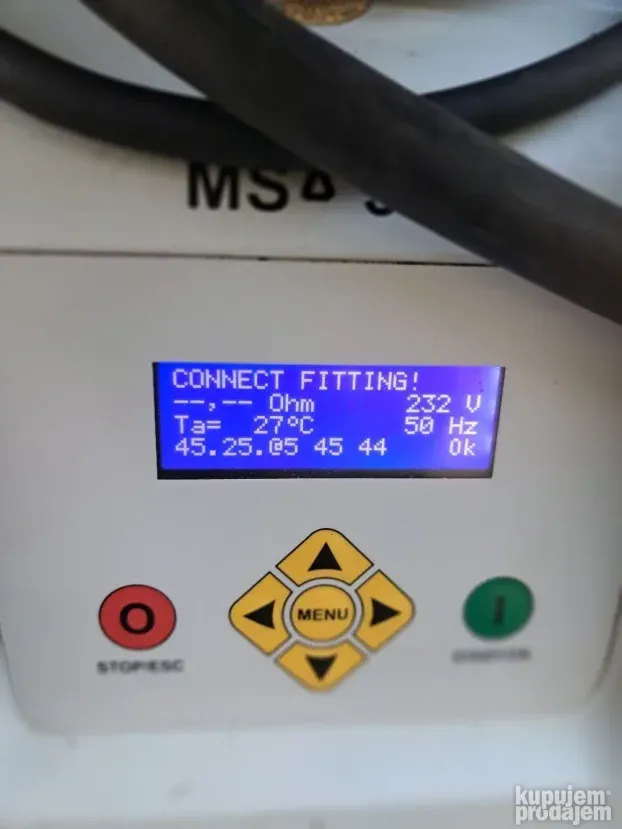 MSA
CONNECT FITTING!
--,-- Ohm 232 V
Ta= 27°C 50 Hz
45.25.@5 45 44 Ok
MENU
O
I
STOP/ESC
kupujem
prodajem